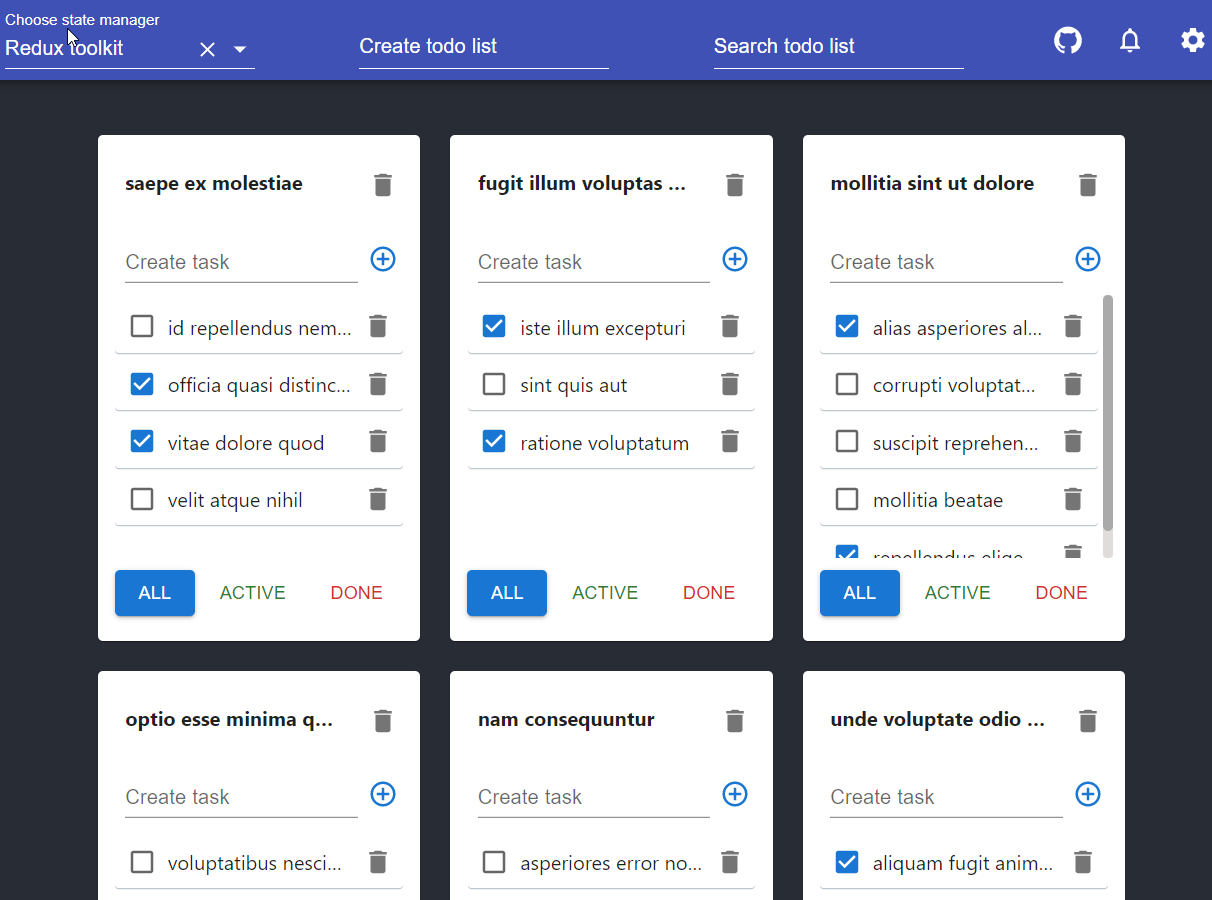 Choose state manager
Redux toolkit
Create todo list
Search todo list
saepe ex molestiae
Create task
id repellendus nem...
officia quasi distinc...
vitae dolore quod
velit atque nihil
ALL ACTIVE DONE
fugit illum voluptas ...
Create task
iste illum excepturi
sint quis aut
ratione voluptatum
ALL ACTIVE DONE
mollitia sint ut dolore
Create task
alias asperiores al...
corrupti voluptat...
suscipit reprehen...
mollitia beatae
repellendus elige...
ALL ACTIVE DONE
optio esse minima q...
Create task
voluptatibus nesci...
nam consequuntur
Create task
asperiores error no...
unde voluptate odio ...
Create task
aliquam fugit anim...